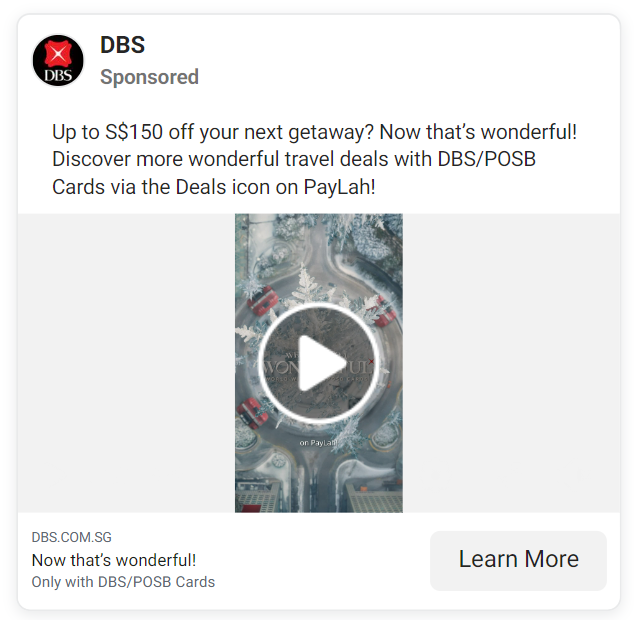 DBS
DBS
Sponsored
Up to S$150 off your next getaway? Now that’s wonderful!
Discover more wonderful travel deals with DBS/POSB
Cards via the Deals icon on PayLah!
on PayLah!
DBS.COM.SG
Now that’s wonderful!
Only with DBS/POSB Cards
Learn More